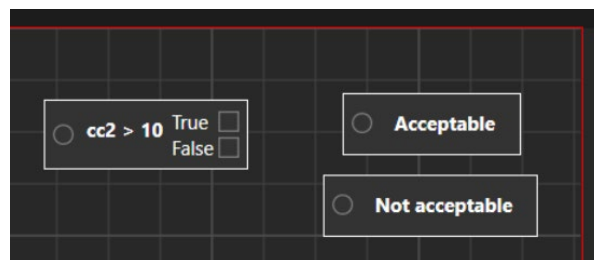 cc2 > 10
True
False
Acceptable
Not acceptable